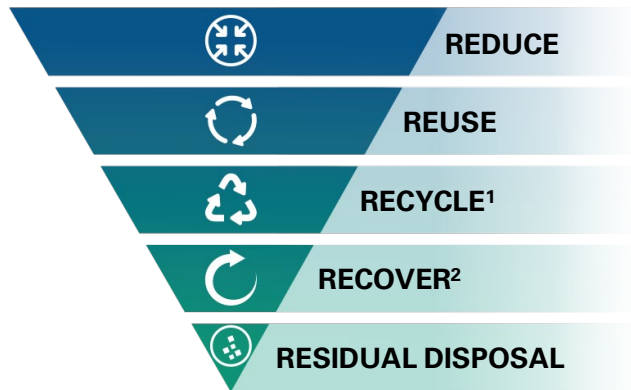 REDUCE
REUSE
RECYCLE¹
RECOVER²
RESIDUAL DISPOSAL